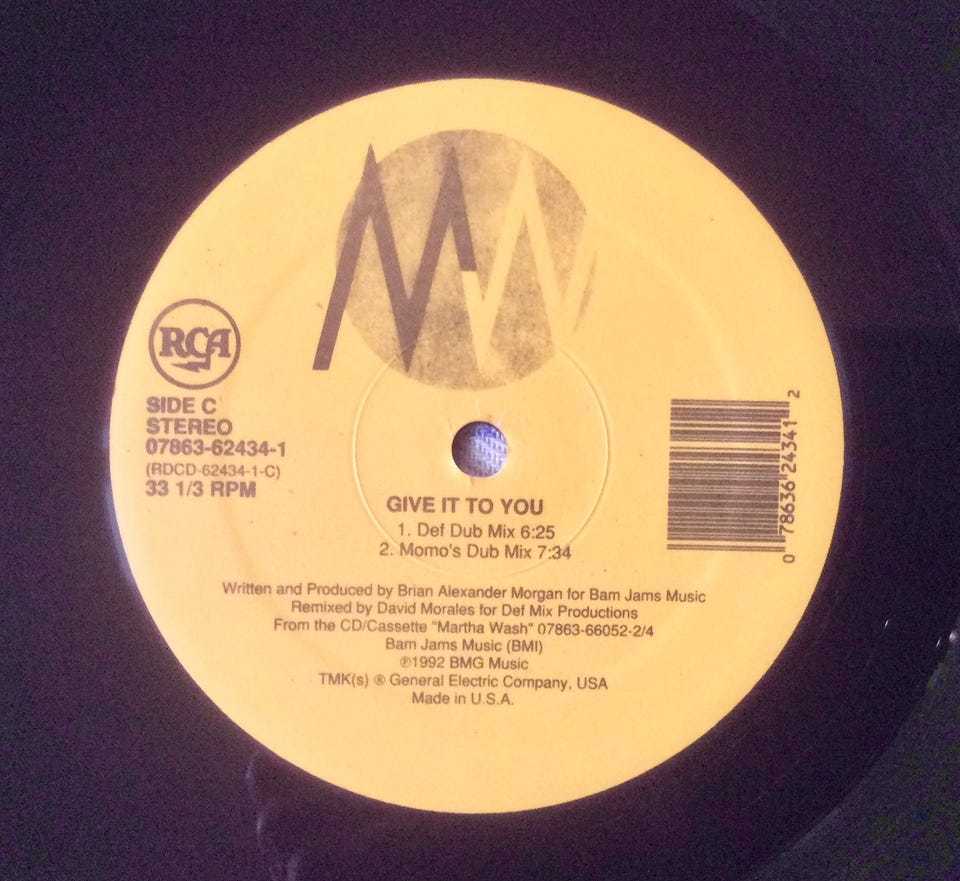 MW
RCA
SIDE C
STEREO
07863-62434-1
(RDCD-62434-1-C)
33 1/3 RPM
GIVE IT TO YOU
1. Def Dub Mix 6:25
2. Momo's Dub Mix 7:34
Written and Produced by Brian Alexander Morgan for Bam Jams Music
Remixed by David Morales for Def Mix Productions
From the CD/Cassette "Martha Wash" 07863-66052-2/4
Bam Jams Music (BMI)
℗1992 BMG Music
TMK(s) ® General Electric Company, USA
Made in U.S.A.
0 78636 24341 2